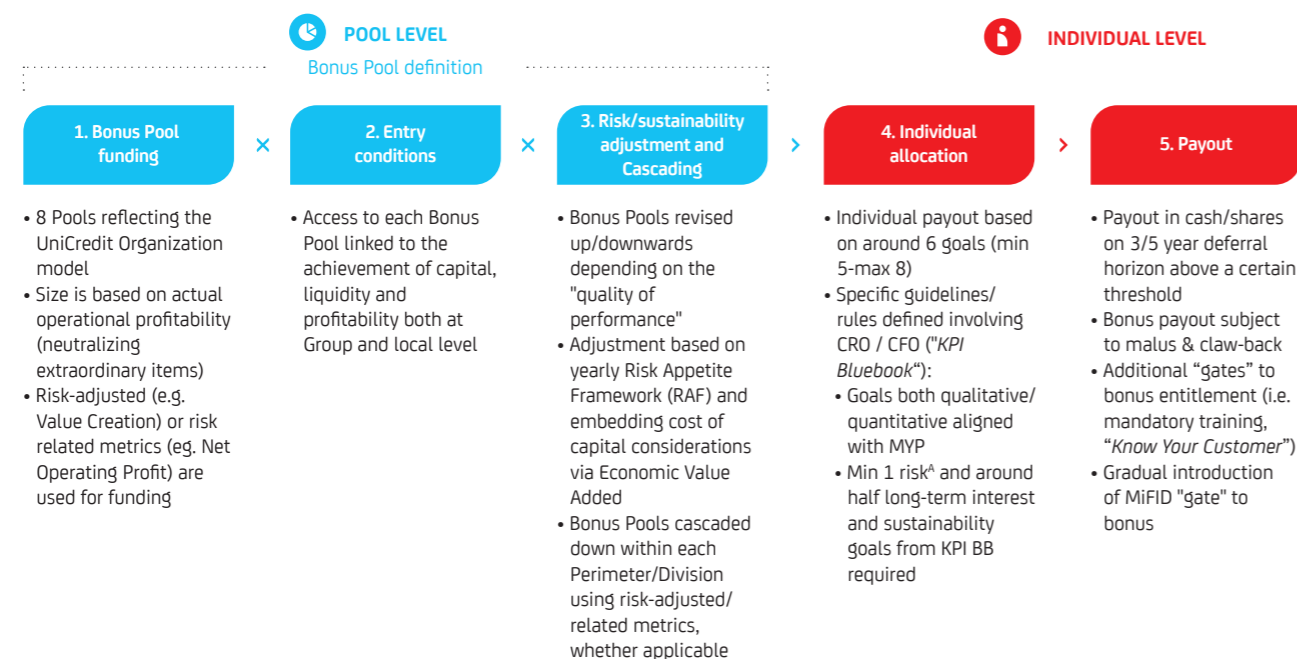 POOL LEVEL
Bonus Pool definition
INDIVIDUAL LEVEL
1. Bonus Pool
funding
×
2. Entry
conditions
×
3. Risk/sustainability
adjustment and
Cascading
>
4. Individual
allocation
>
5. Payout
• 8 Pools reflecting the
UniCredit Organization
model
• Size is based on actual
operational profitability
(neutralizing
extraordinary items)
• Risk-adjusted (e.g.
Value Creation) or risk
related metrics (eg. Net
Operating Profit) are
used for funding
• Access to each Bonus
Pool linked to the
achievement of capital,
liquidity and
profitability both at
Group and local level
• Bonus Pools revised
up/downwards
depending on the
"quality of
performance"
• Adjustment based on
yearly Risk Appetite
Framework (RAF) and
embedding cost of
capital considerations
via Economic Value
Added
• Bonus Pools cascaded
down within each
Perimeter/Division
using risk-adjusted/
related metrics,
whether applicable
• Individual payout based
on around 6 goals (min
5-max 8)
• Specific guidelines/
rules defined involving
CRO / CFO ("KPI
Bluebook“):
• Goals both qualitative/
quantitative aligned
with MYP
• Min 1 riskᴬ and around
half long-term interest
and sustainability
goals from KPI BB
required
• Payout in cash/shares
on 3/5 year deferral
horizon above a certain
threshold
• Bonus payout subject
to malus & claw-back
• Additional “gates” to
bonus entitlement (i.e.
mandatory training,
“Know Your Customer”)
• Gradual introduction
of MiFID "gate" to
bonus